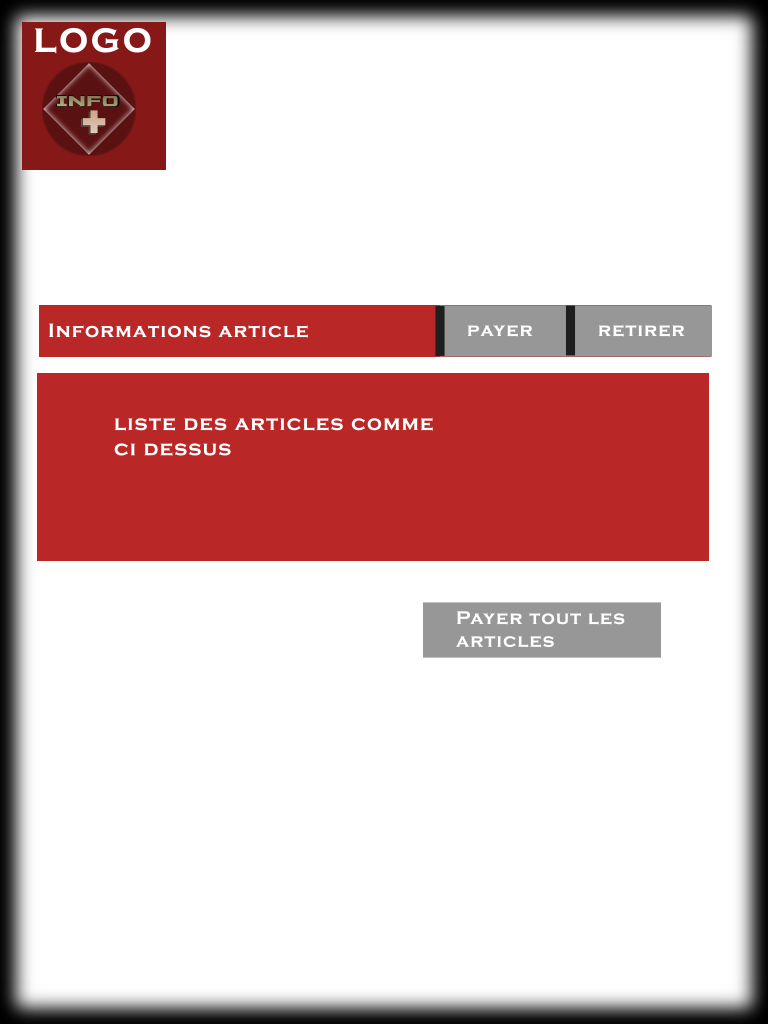 LOGO
INFO
INFORMATIONS ARTICLE
PAYER
RETIRER
LISTE DES ARTICLES COMME
CI DESSUS
PAYER TOUT LES
ARTICLES